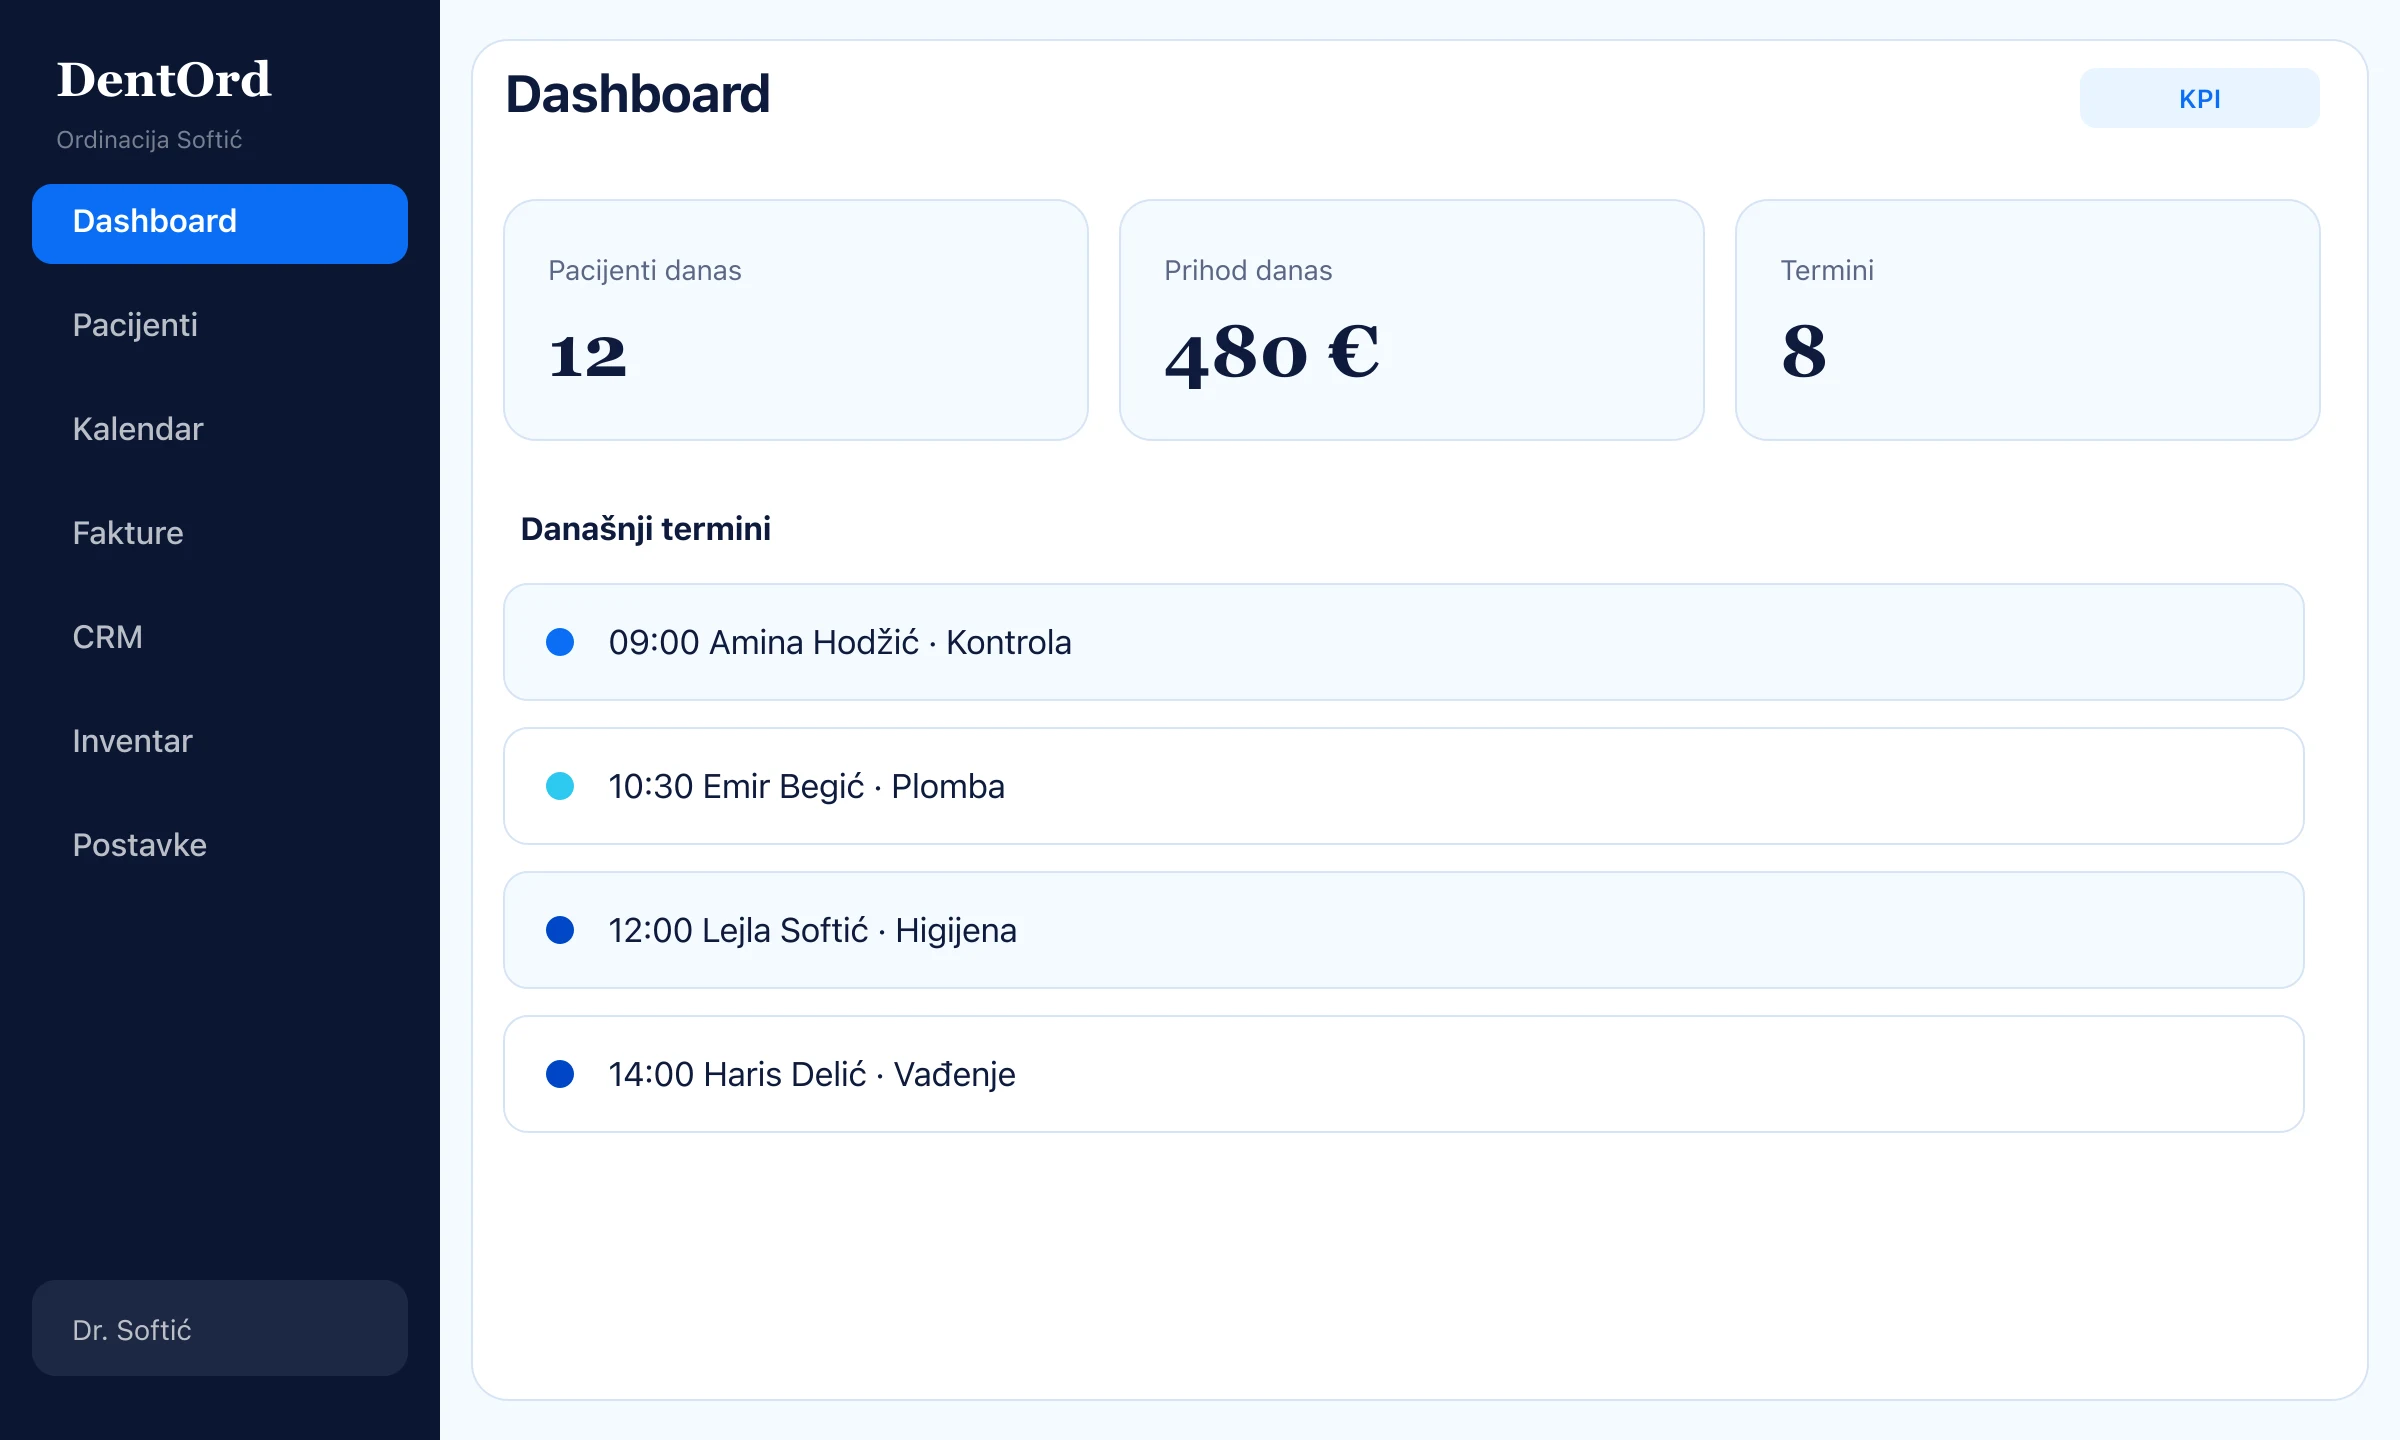 DentOrd
Ordinacija Softić
Dashboard
Pacijenti
Kalendar
Fakture
CRM
Inventar
Postavke
Dr. Softić
Dashboard
KPI
Pacijenti danas
12
Prihod danas
480 €
Termini
8
Današnji termini
09:00 Amina Hodžić · Kontrola
10:30 Emir Begić · Plomba
12:00 Lejla Softić · Higijena
14:00 Haris Delić · Vađenje